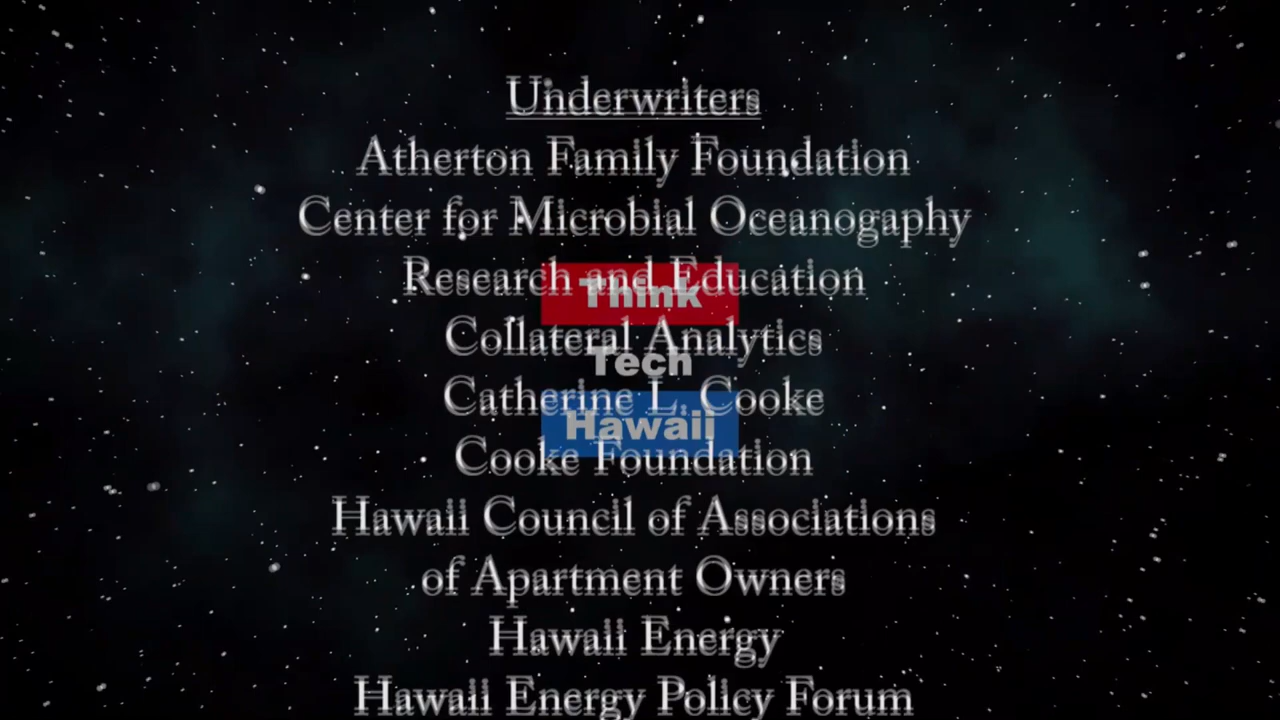 Underwriters
Atherton Family Foundation
Center for Microbial Oceanogaphy
Research and Education
Think
Collateral Analytics
Tech
Catherine L. Cooke
Hawaii
Cooke Foundation
Hawaii Council of Associations
of Apartment Owners
Hawaii Energy
Hawaii Energy Policy Forum